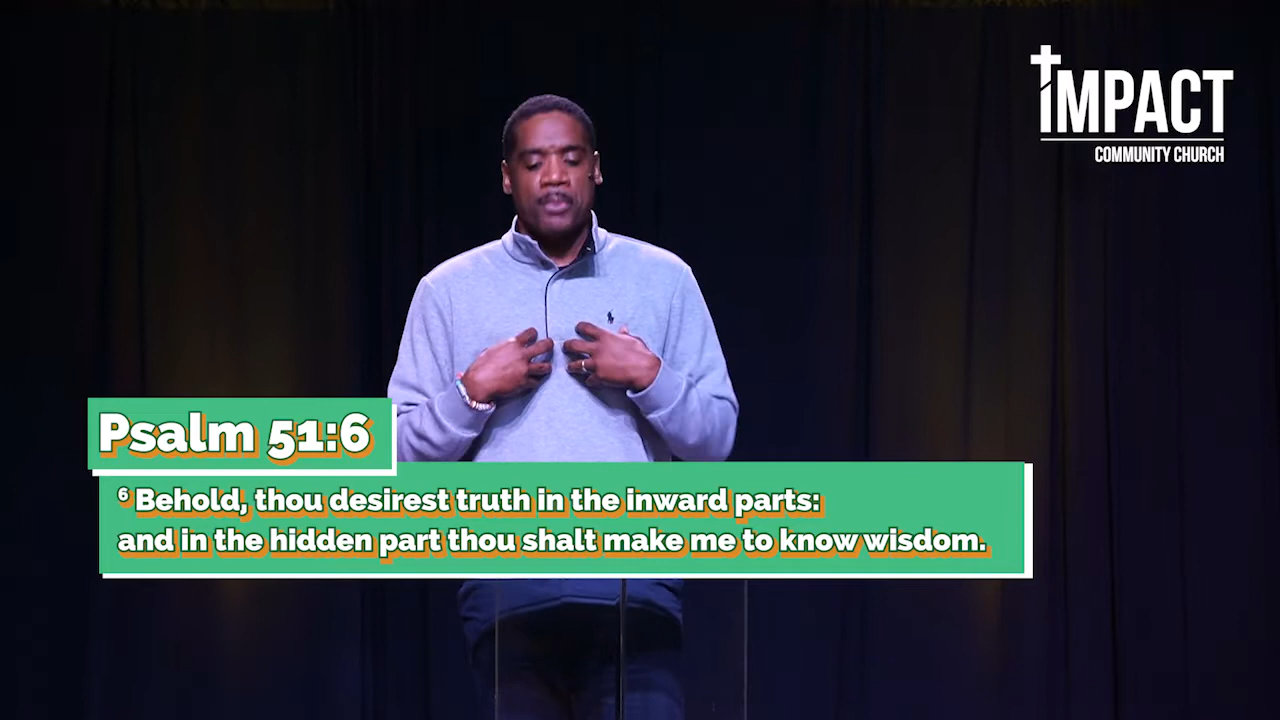 iMPACT
COMMUNITY CHURCH
Psalm 51:6
6 Behold, thou desirest truth in the inward parts:
and in the hidden part thou shalt make me to know wisdom.